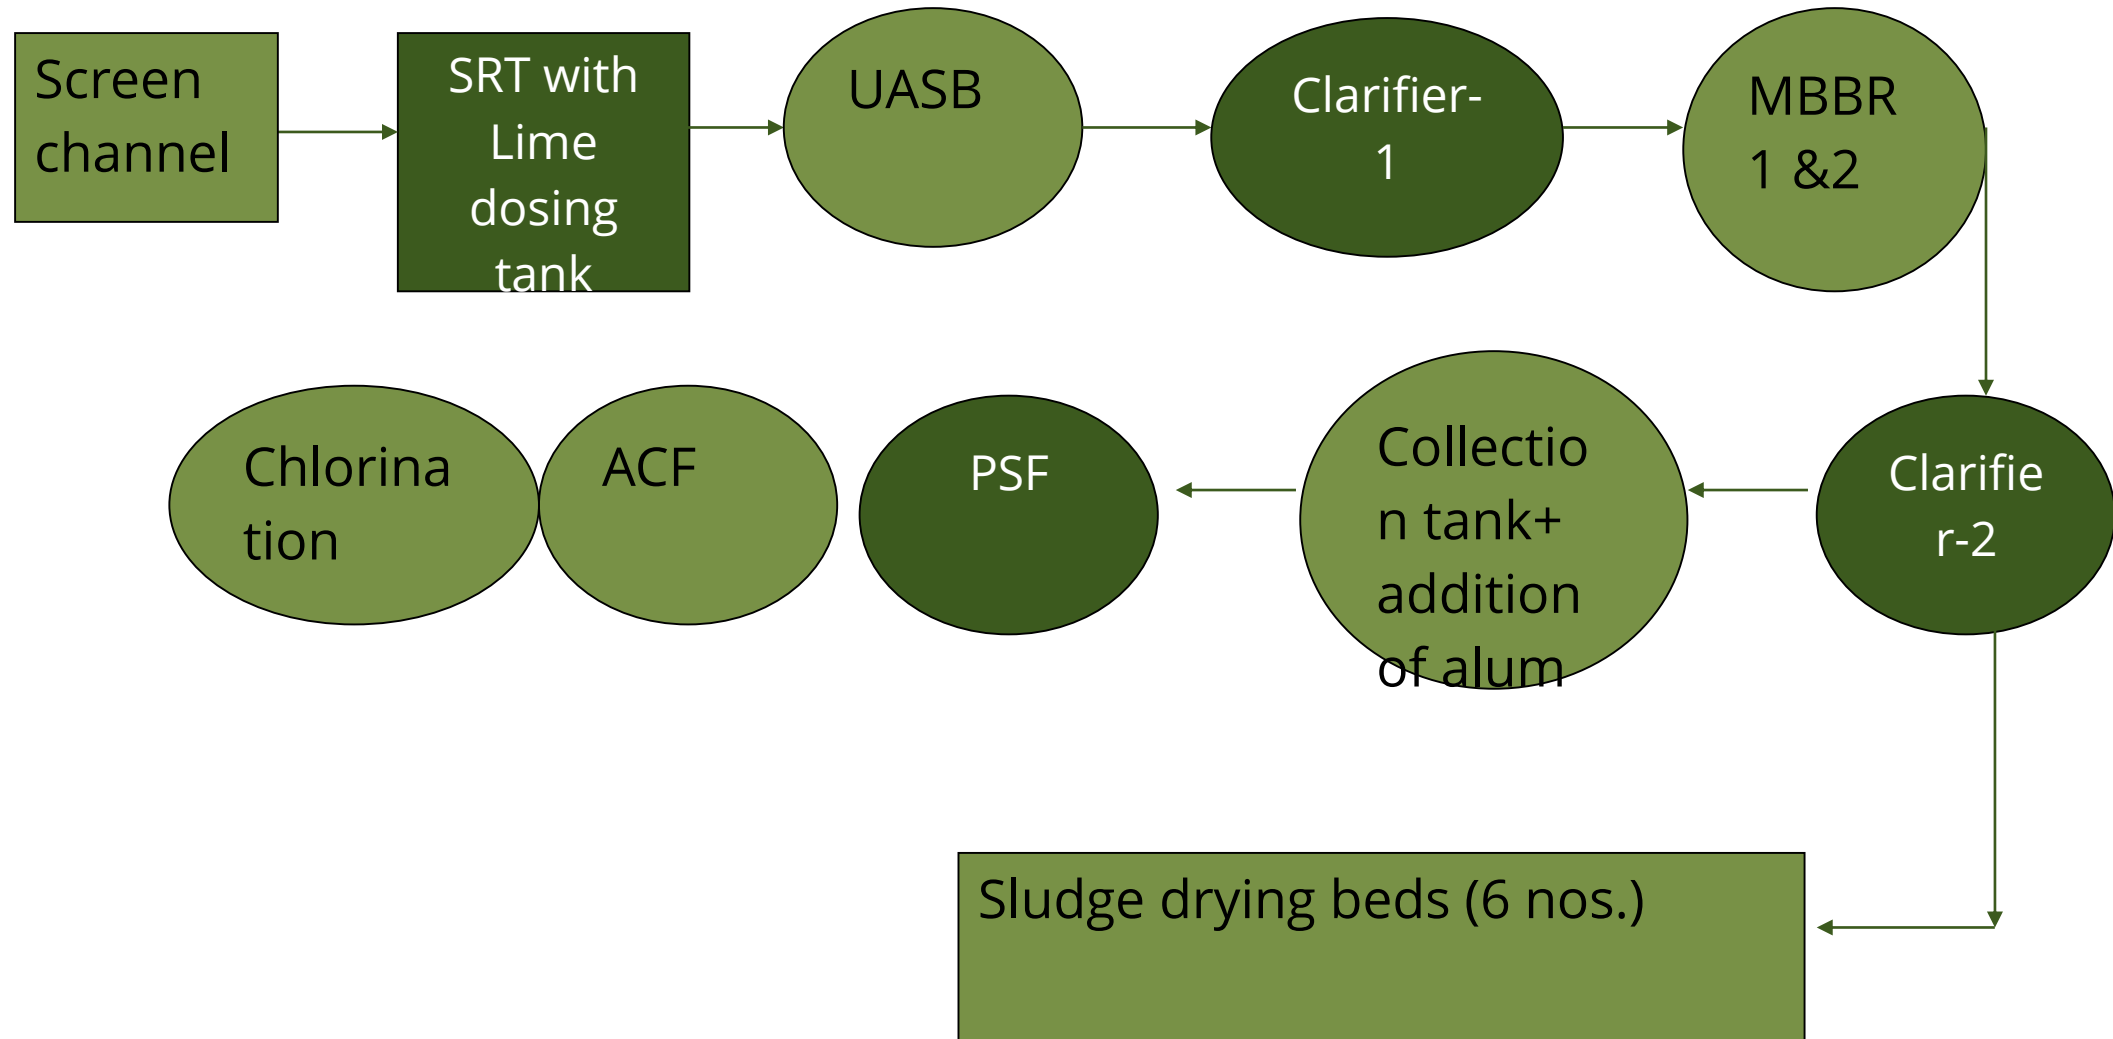 Screen
channel
SRT with
Lime
dosing
tank
UASB
Clarifier-
1
MBBR
1 &2
Chlorina
tion
ACF
PSF
Collectio
n tank+
addition
of alum
Clarifie
r-2
Sludge drying beds (6 nos.)